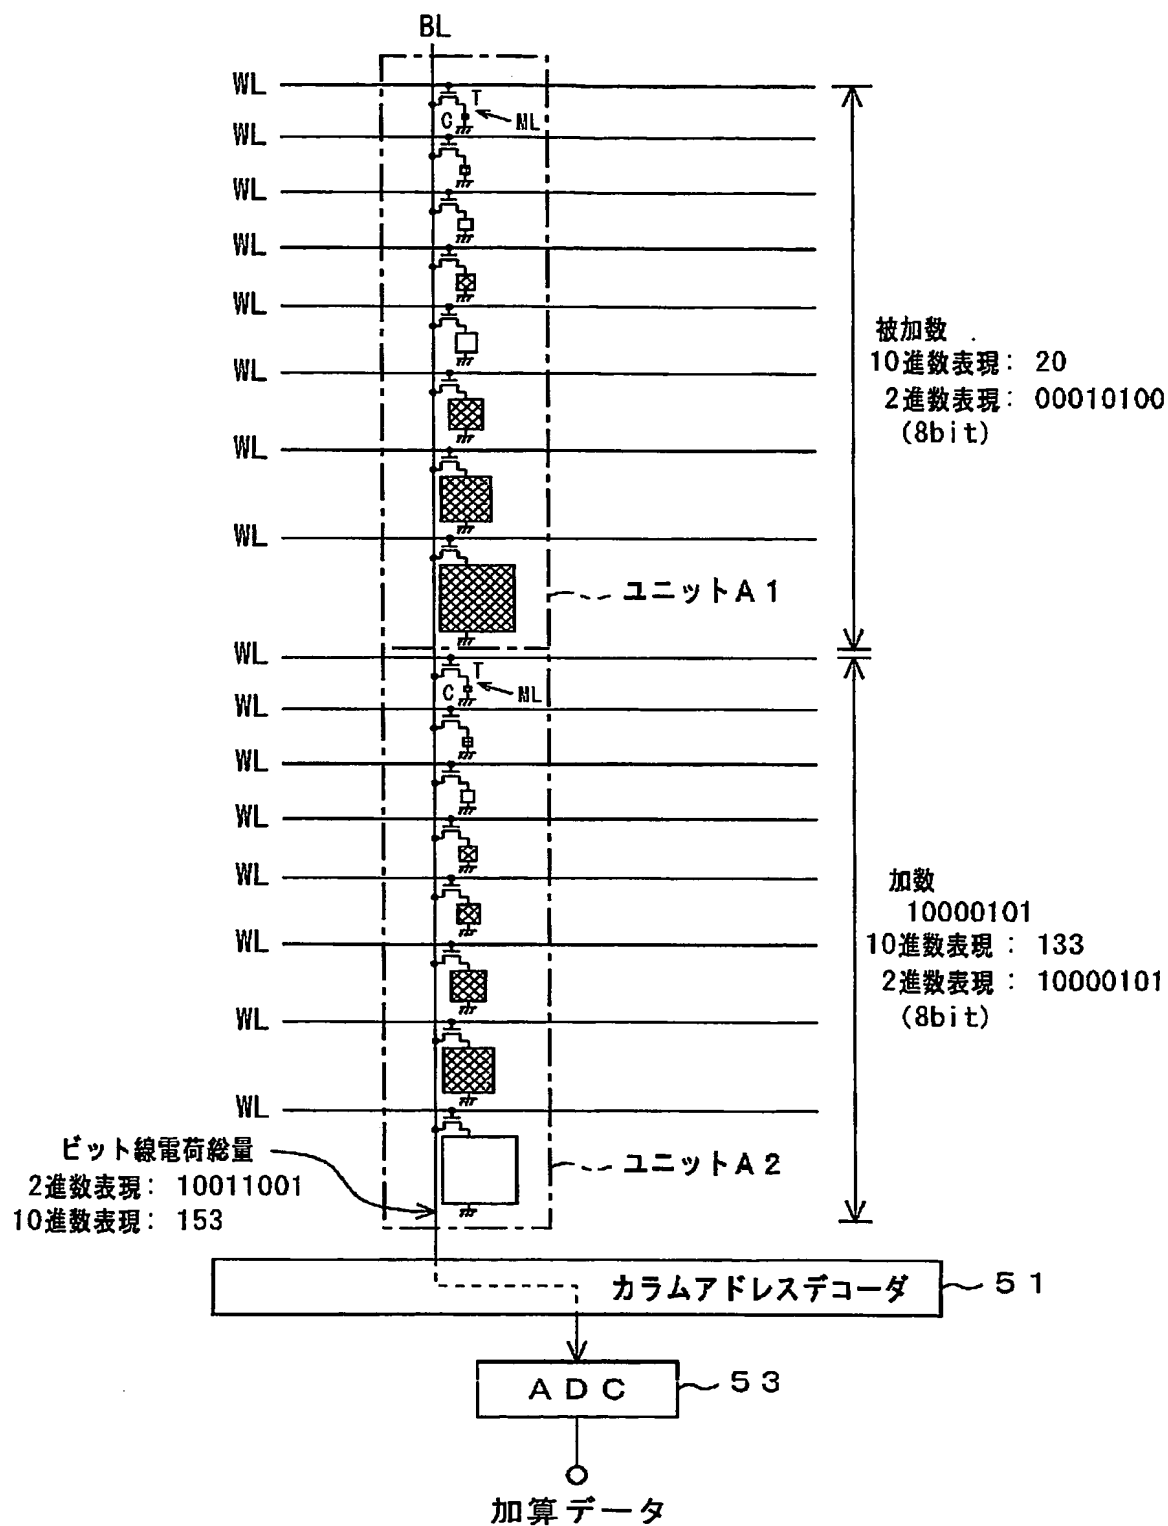 BL
WL
T
C
ML
WL
WL
WL
WL
WL
WL
WL
被加数
10進数表現： 20
2進数表現： 00010100
(8bit)
ユニットA1
WL
T
C
ML
WL
WL
WL
WL
WL
WL
WL
加数
10000101
10進数表現： 133
2進数表現： 10000101
(8bit)
ビット線電荷総量
2進数表現： 10011001
10進数表現： 153
ユニットA2
カラムアドレスデコーダ
51
ADC
53
加算データ